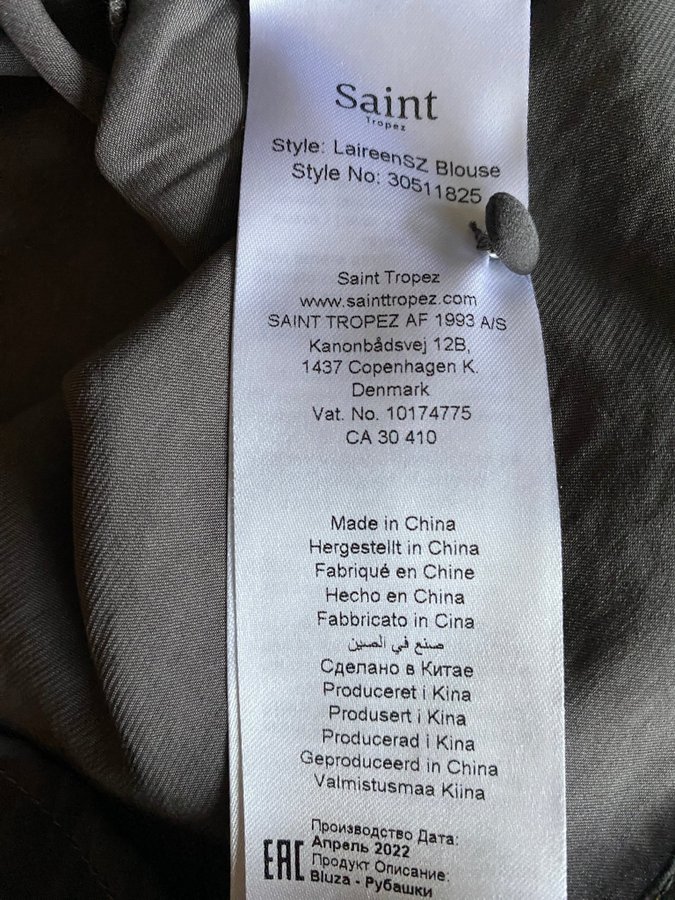 Saint
Tropez
Style: LaireenSZ Blouse
Style No: 30511825
Saint Tropez
www.sainttropez.com
SAINT TROPEZ AF 1993 A/S
Kanonbådsvej 12B,
1437 Copenhagen K.
Denmark
Vat. No. 10174775
CA 30 410
Made in China
Hergestellt in China
Fabriqué en Chine
Hecho en China
Fabbricato in Cina
صنع في الصين
Сделано в Китае
Produceret i Kina
Produsert i Kina
Producerad i Kina
Geproduceerd in China
Valmistusmaa Kiina
Производство Дата:
Апрель 2022
EAC
Продукт Описание:
Bluza - Рубашки